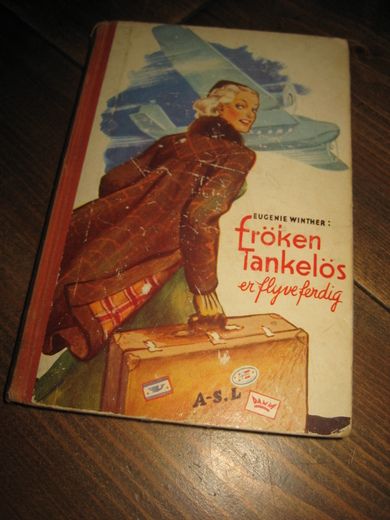 EUGENIE WINTHER:
fröken
Tankelös
er flyveferdig
A-S.L